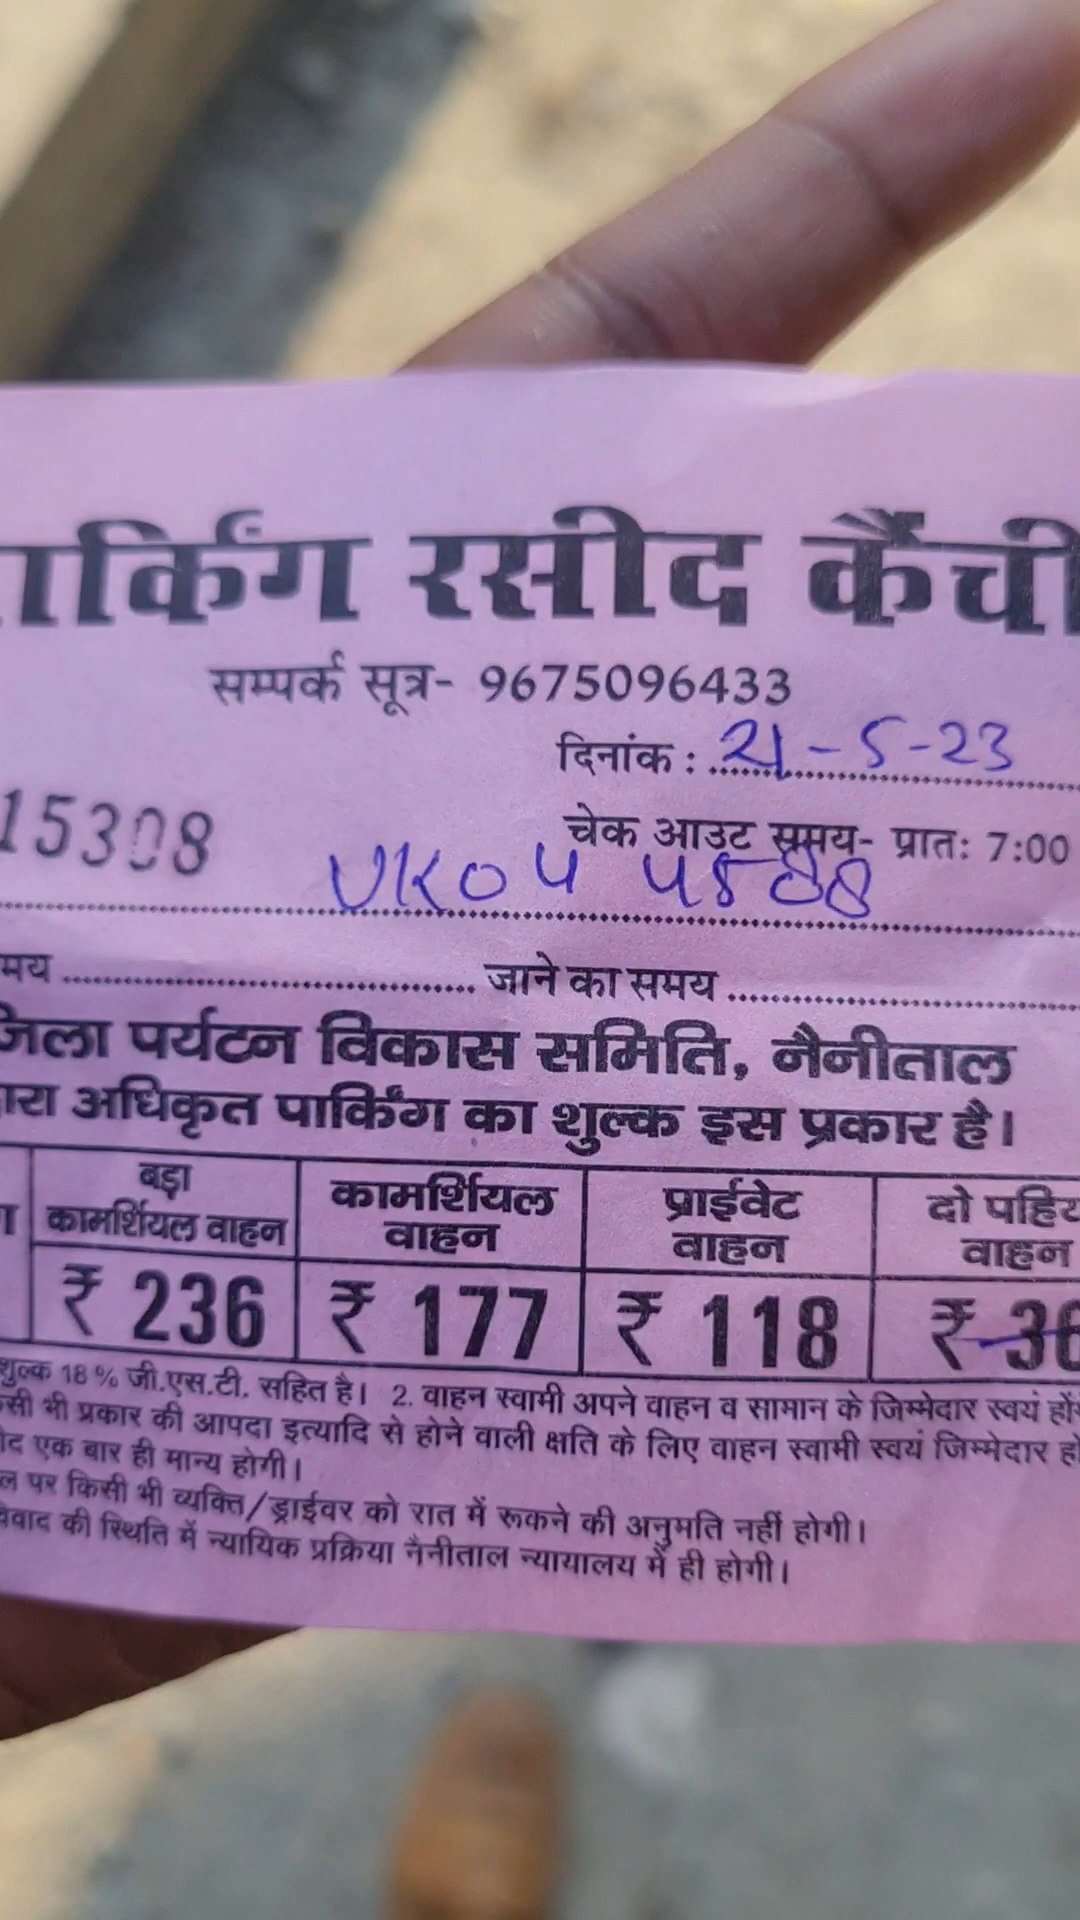 पार्किंग रसीद कैंची
सम्पर्क सूत्र- 9675096433
दिनांक : 21-5-23
15308
चेक आउट समय- प्रातः 7:00
UK04
मय जाने का समय
जिला पर्यटन विकास समिति, नैनीताल
द्वारा अधिकृत पार्किंग का शुल्क इस प्रकार है।
बड़ा कामर्शियल वाहन
कामर्शियल वाहन
प्राईवेट वाहन
दो पहिय वाहन
₹ 236 ₹ 177 ₹ 118 ₹ 36
शुल्क 18% जी.एस.टी. सहित है। 2. वाहन स्वामी अपने वाहन व सामान के जिम्मेदार स्वयं
सी भी प्रकार की आपदा इत्यादि से होने वाली क्षति के लिए वाहन स्वामी स्वयं जिम्मेदार
द एक बार ही मान्य होगी।
ल पर किसी भी व्यक्ति/ड्राईवर को रात में रूकने की अनुमति नहीं होगी।
विवाद की स्थिति में न्यायिक प्रक्रिया नैनीताल न्यायालय में ही होगी।